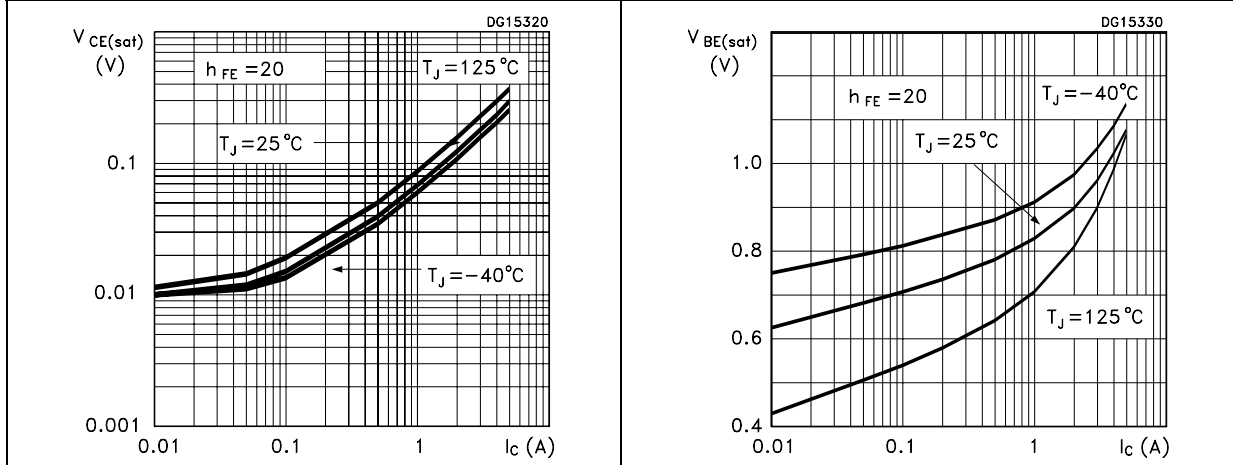 DG15320
V CE(sat)
(V)
h FE =20
T J =125 °C
T J =25 °C
0.1
T J =−40°C
0.01
0.001
0.01
0.1
1
I C (A)
DG15330
V BE(sat)
(V)
h FE =20
T J =−40°C
T J =25 °C
1.0
0.8
T J =125 °C
0.6
0.4
0.01
0.1
1
I C (A)